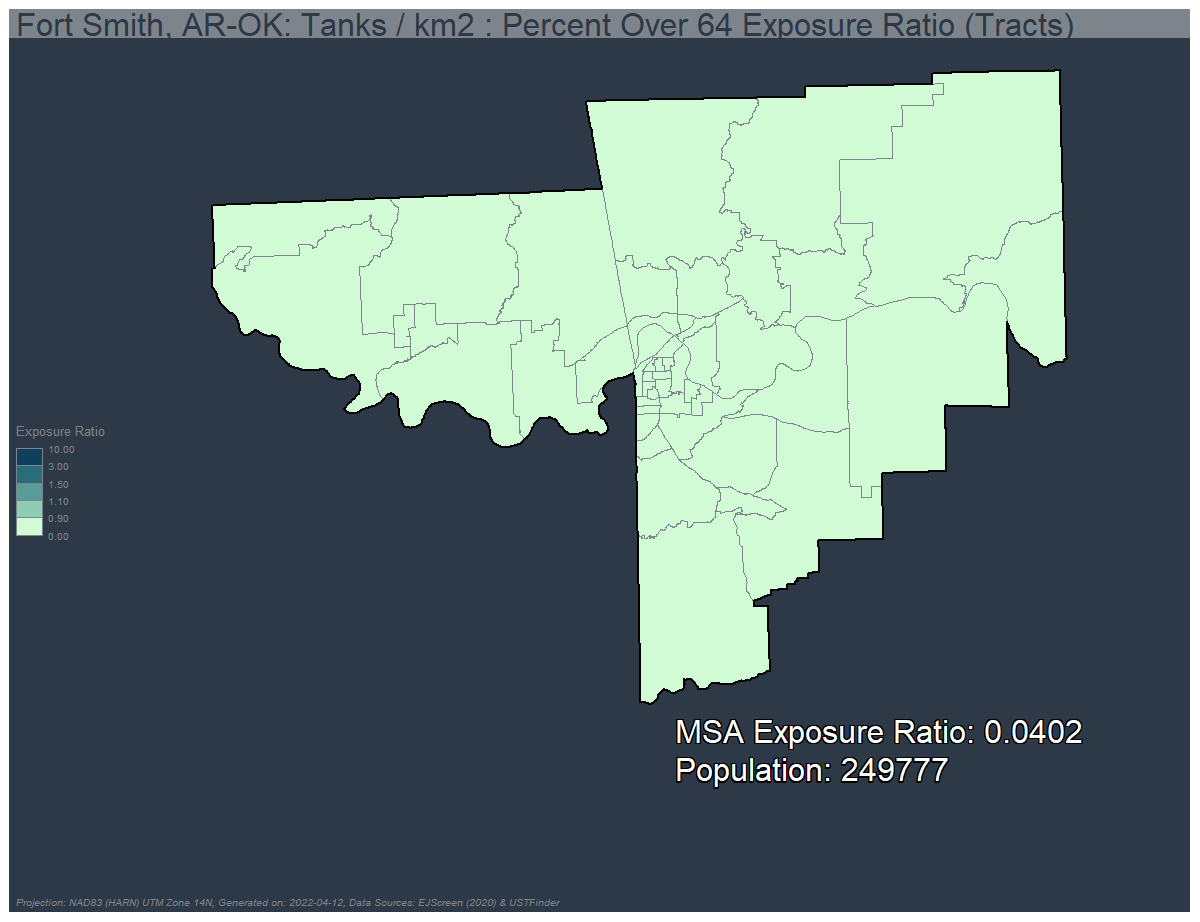 Fort Smith, AR-OK: Tanks / km2 : Percent Over 64 Exposure Ratio (Tracts)
Exposure Ratio
10.00
3.00
1.50
1.10
0.90
0.00
MSA Exposure Ratio: 0.0402
Population: 249777
Projection: NAD83 (HARN) UTM Zone 14N, Generated on: 2022-04-12, Data Sources: EJScreen (2020) & USTFinder